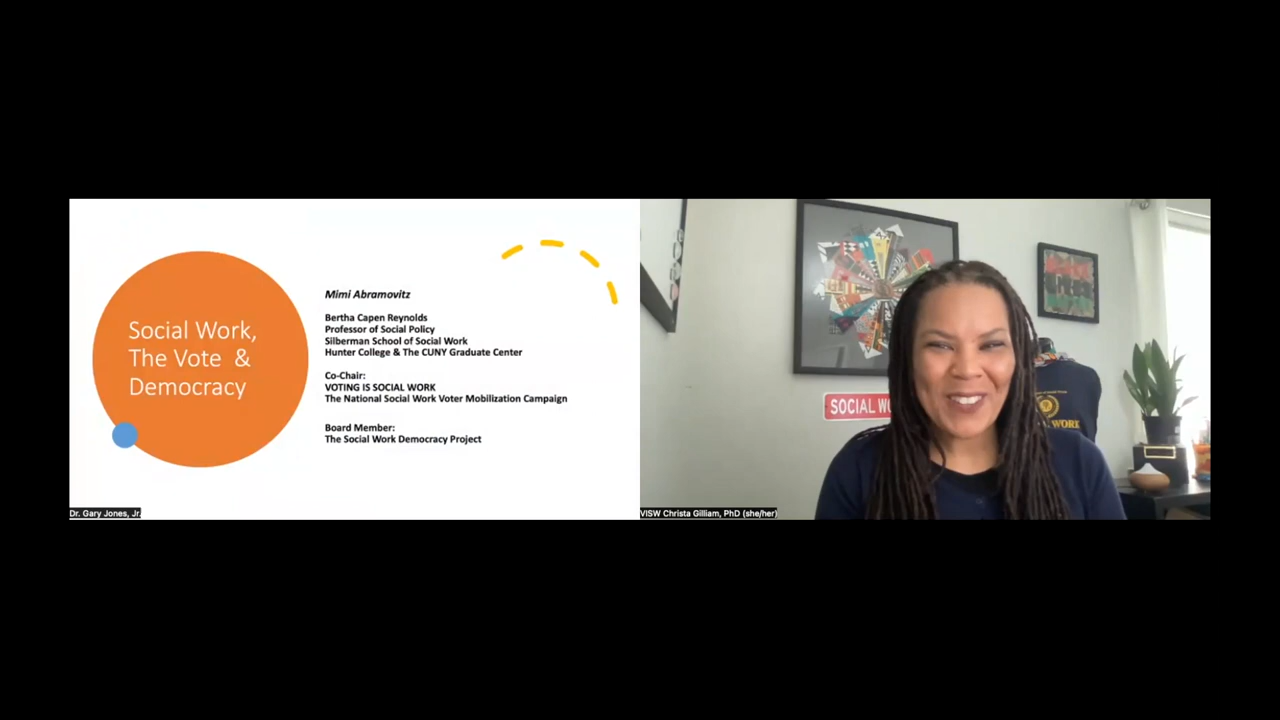 Social Work,
The Vote &
Democracy
Mimi Abramovitz
Bertha Capen Reynolds
Professor of Social Policy
Silberman School of Social Work
Hunter College & The CUNY Graduate Center
Co-Chair:
VOTING IS SOCIAL WORK
The National Social Work Voter Mobilization Campaign
Board Member:
The Social Work Democracy Project
Dr. Gary Jones, Jr.
SOCIAL
WORK
VISW Christa Gilliam, PhD (she/her)